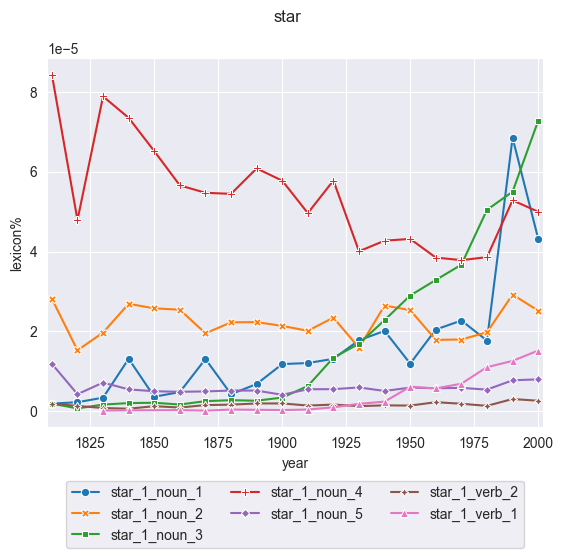 star
1e−5
8
6
4
2
0
lexicon%
1825 1850 1875 1900 1925 1950 1975 2000
year
star_1_noun_1 star_1_noun_4 star_1_verb_2
star_1_noun_2 star_1_noun_5 star_1_verb_1
star_1_noun_3